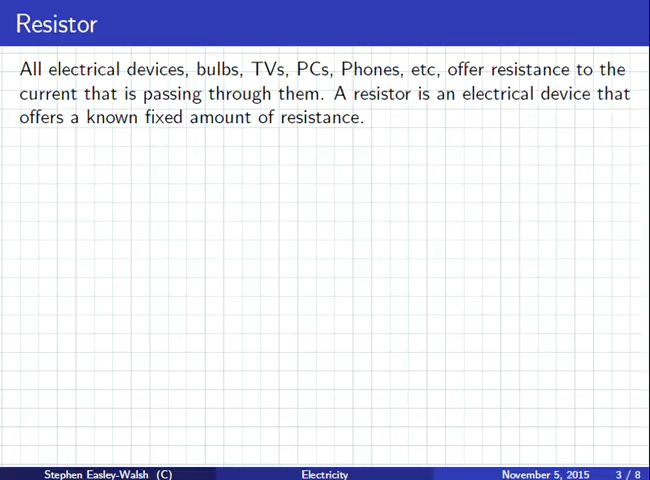 Resistor
All electrical devices, bulbs, TVs, PCs, Phones, etc, offer resistance to the
current that is passing through them. A resistor is an electrical device that
offers a known fixed amount of resistance.
Stephen Easley-Walsh (C) Electricity November 5, 2015 3 / 8